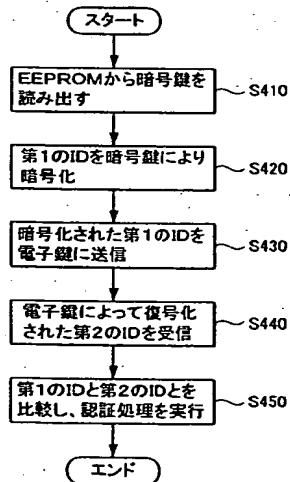 スタート
EEPROMから暗号鍵を
読み出す
S410
第1のIDを暗号鍵により
暗号化
S420
暗号化された第1のIDを
電子鍵に送信
S430
電子鍵によって復号化
された第2のIDを受信
S440
第1のIDと第2のIDとを
比較し、認証処理を実行
S450
エンド